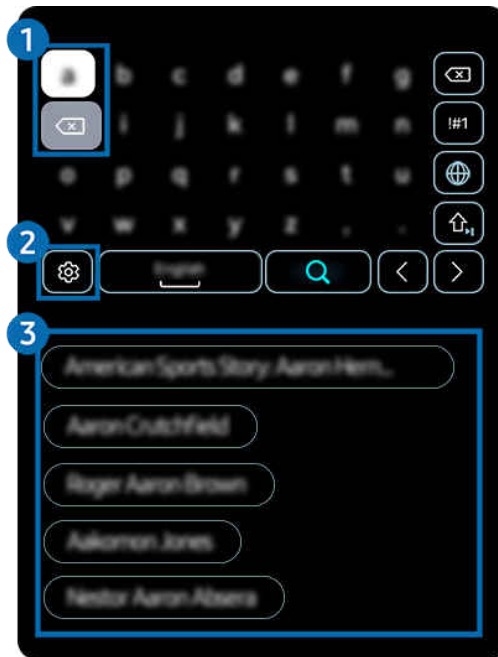 1
a b c d e f g
i j k l m n !#1
o p q r s t u
v w x y z , .
2
English
3
American Sports Story: Aaron Hern...
Aaron Crutchfield
Roger Aaron Brown
Aakomon Jones
Nestor Aaron Absera